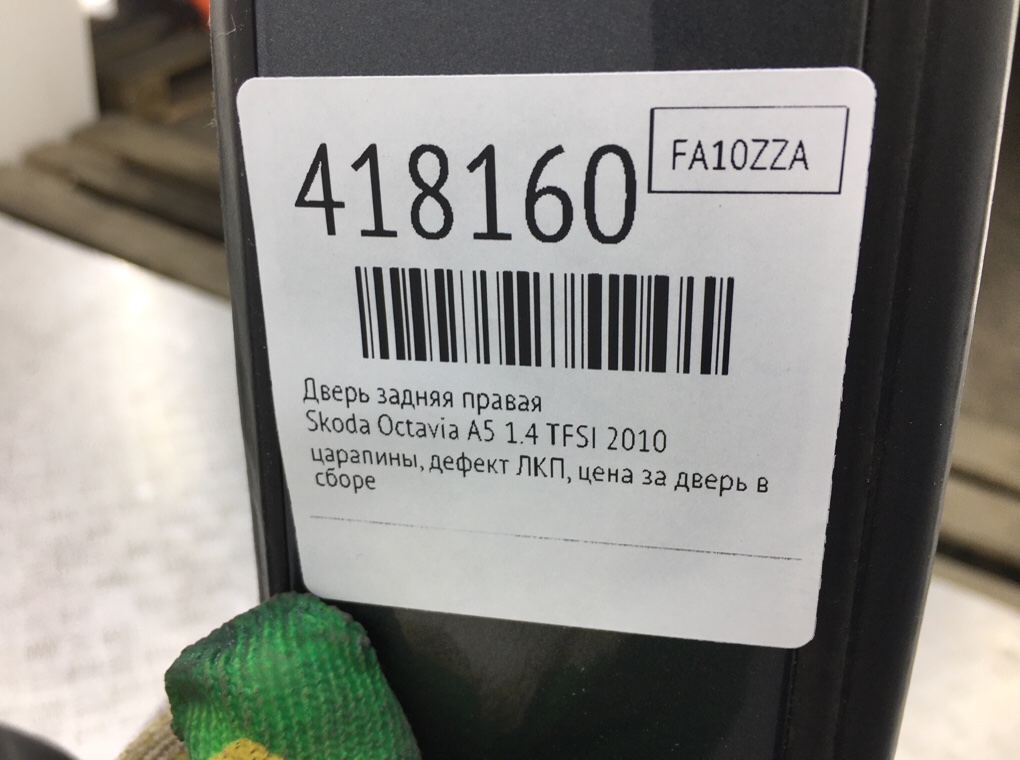 418160
FA10ZZA
Дверь задняя правая
Skoda Octavia A5 1.4 TFSI 2010
царапины, дефект ЛКП, цена за дверь в
сборе